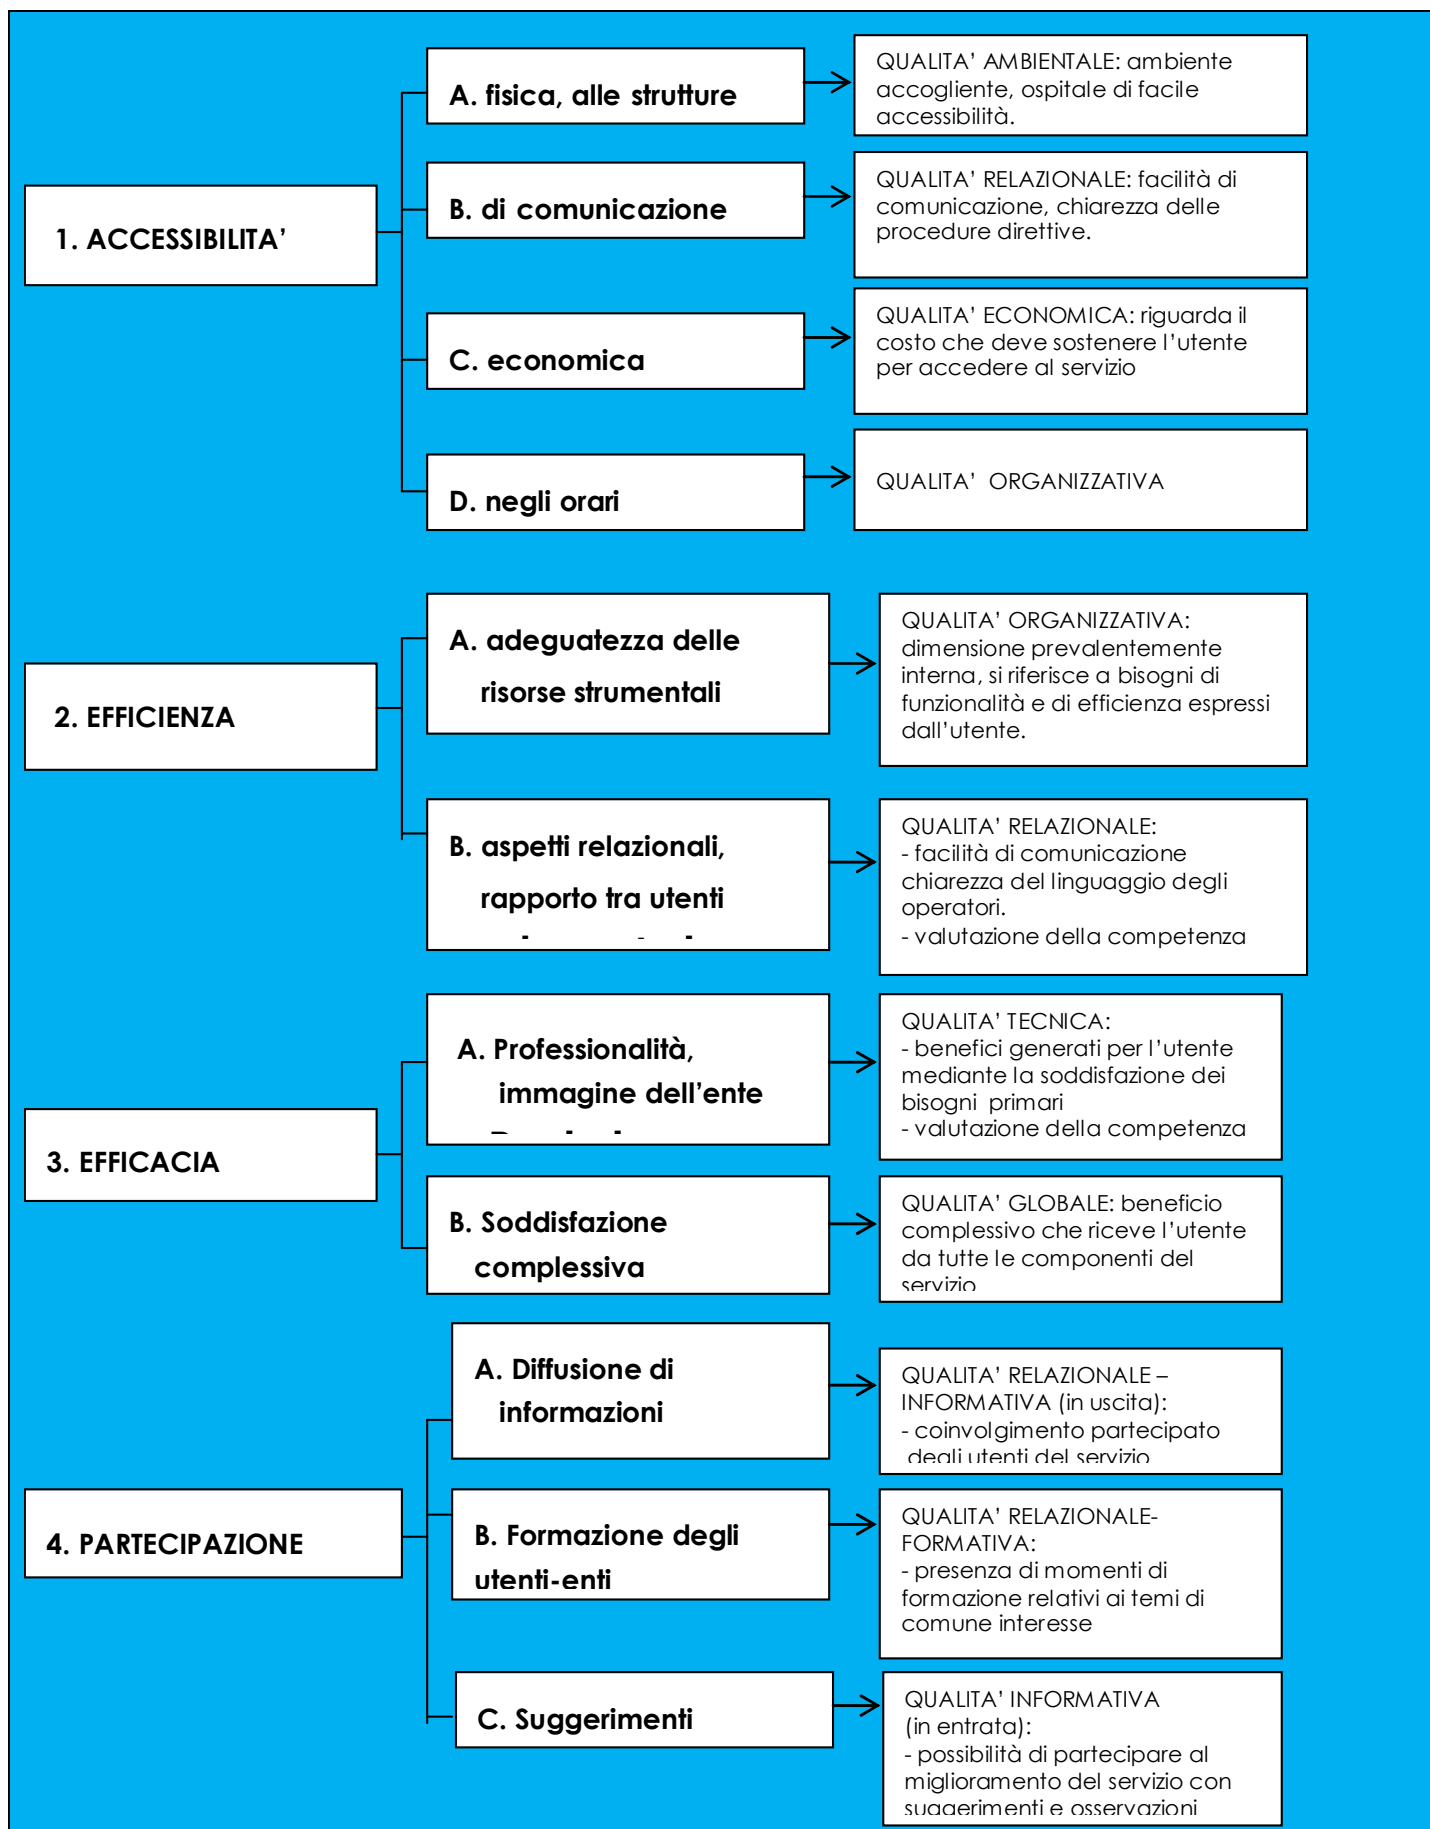 1. ACCESSIBILITA’
A. fisica, alle strutture
QUALITA’ AMBIENTALE: ambiente
accogliente, ospitale di facile
accessibilità.
B. di comunicazione
QUALITA’ RELAZIONALE: facilità di
comunicazione, chiarezza delle
procedure direttive.
C. economica
QUALITA’ ECONOMICA: riguarda il
costo che deve sostenere l’utente
per accedere al servizio
D. negli orari
QUALITA’ ORGANIZZATIVA
2. EFFICIENZA
A. adeguatezza delle
risorse strumentali
QUALITA’ ORGANIZZATIVA:
dimensione prevalentemente
interna, si riferisce a bisogni di
funzionalità e di efficienza espressi
dall’utente.
B. aspetti relazionali,
rapporto tra utenti
QUALITA’ RELAZIONALE:
- facilità di comunicazione
chiarezza del linguaggio degli
operatori.
- valutazione della competenza
3. EFFICACIA
A. Professionalità,
immagine dell’ente
QUALITA’ TECNICA:
- benefici generati per l’utente
mediante la soddisfazione dei
bisogni primari
- valutazione della competenza
B. Soddisfazione
complessiva
QUALITA’ GLOBALE: beneficio
complessivo che riceve l’utente
da tutte le componenti del
servizio
4. PARTECIPAZIONE
A. Diffusione di
informazioni
QUALITA’ RELAZIONALE –
INFORMATIVA (in uscita):
- coinvolgimento partecipato
degli utenti del servizio
B. Formazione degli
utenti-enti
QUALITA’ RELAZIONALE-
FORMATIVA:
- presenza di momenti di
formazione relativi ai temi di
comune interesse
C. Suggerimenti
QUALITA’ INFORMATIVA
(in entrata):
- possibilità di partecipare al
miglioramento del servizio con
suggerimenti e osservazioni